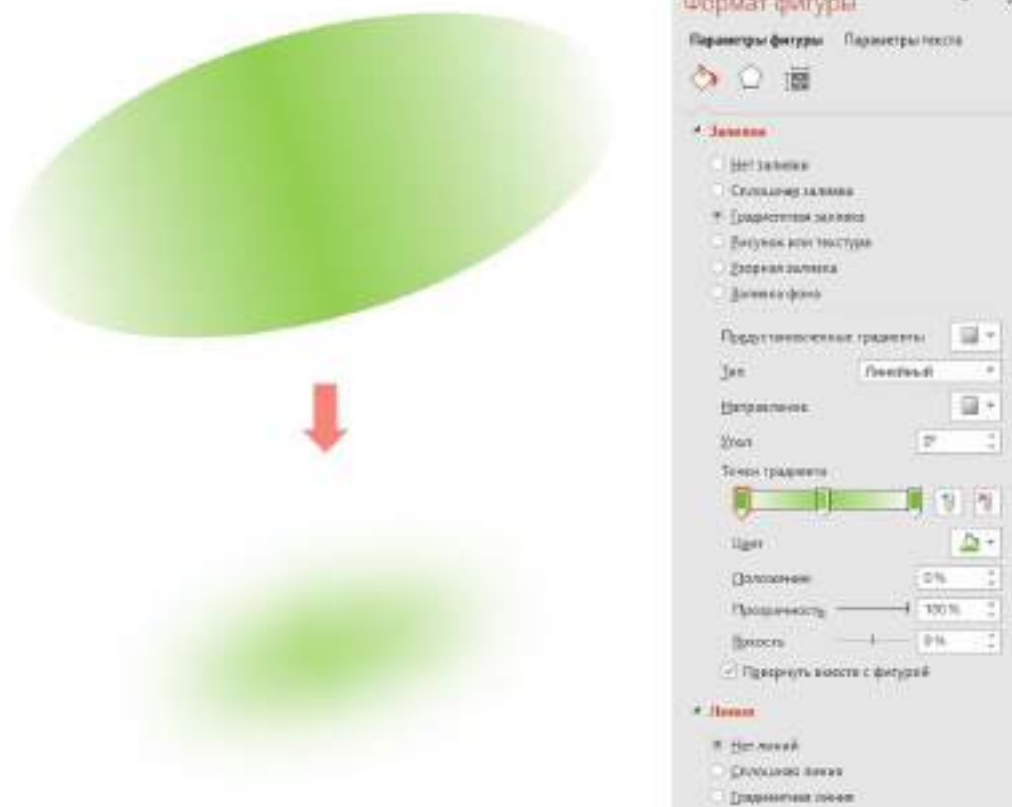 Формат фигуры
Параметры фигуры Параметры текста
Заливка
Нет заливки
Сплошная заливка
Градиентная заливка
Рисунок или текстура
Узорная заливка
Заливка фона
Предустановленные градиенты
Тип Линейный
Направление
Угол 0°
Точки градиента
Цвет
Положение 0 %
Прозрачность 100 %
Яркость 0 %
Повернуть вместе с фигурой
Линия
Нет линий
Сплошная линия
Градиентная линия